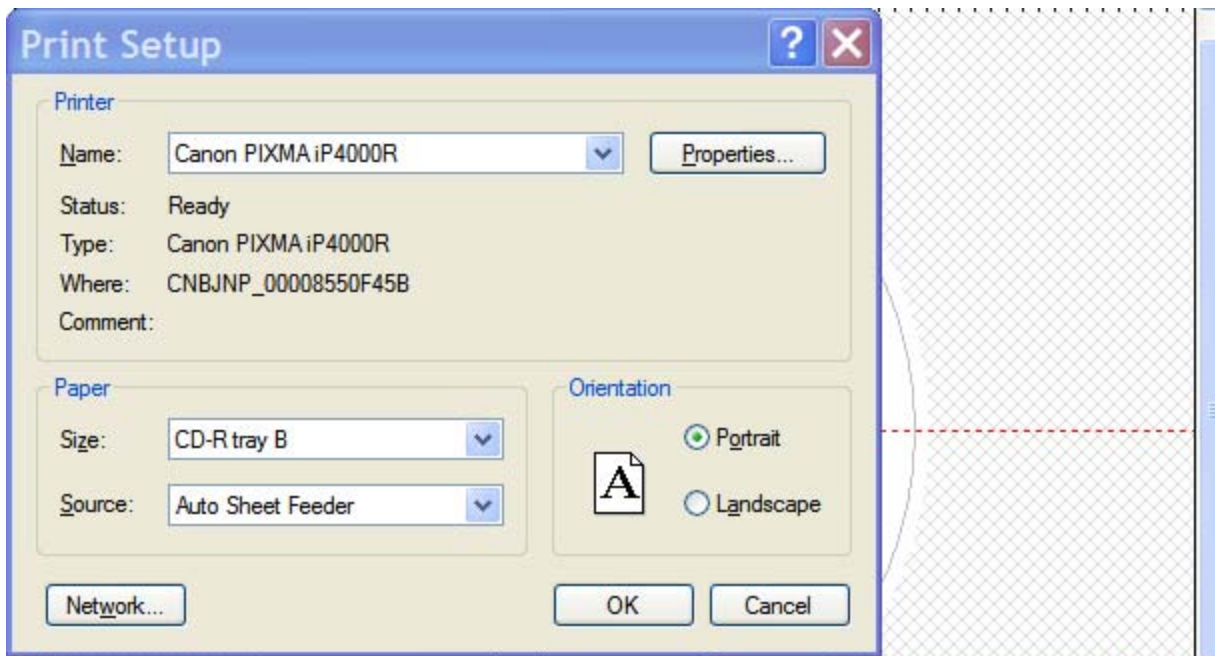 Print Setup
Printer
Name: Canon PIXMA iP4000R Properties...
Status: Ready
Type: Canon PIXMA iP4000R
Where: CNBJNP_00008550F45B
Comment:
Paper Orientation
Size: CD-R tray B Portrait
A
Source: Auto Sheet Feeder Landscape
Network... OK Cancel